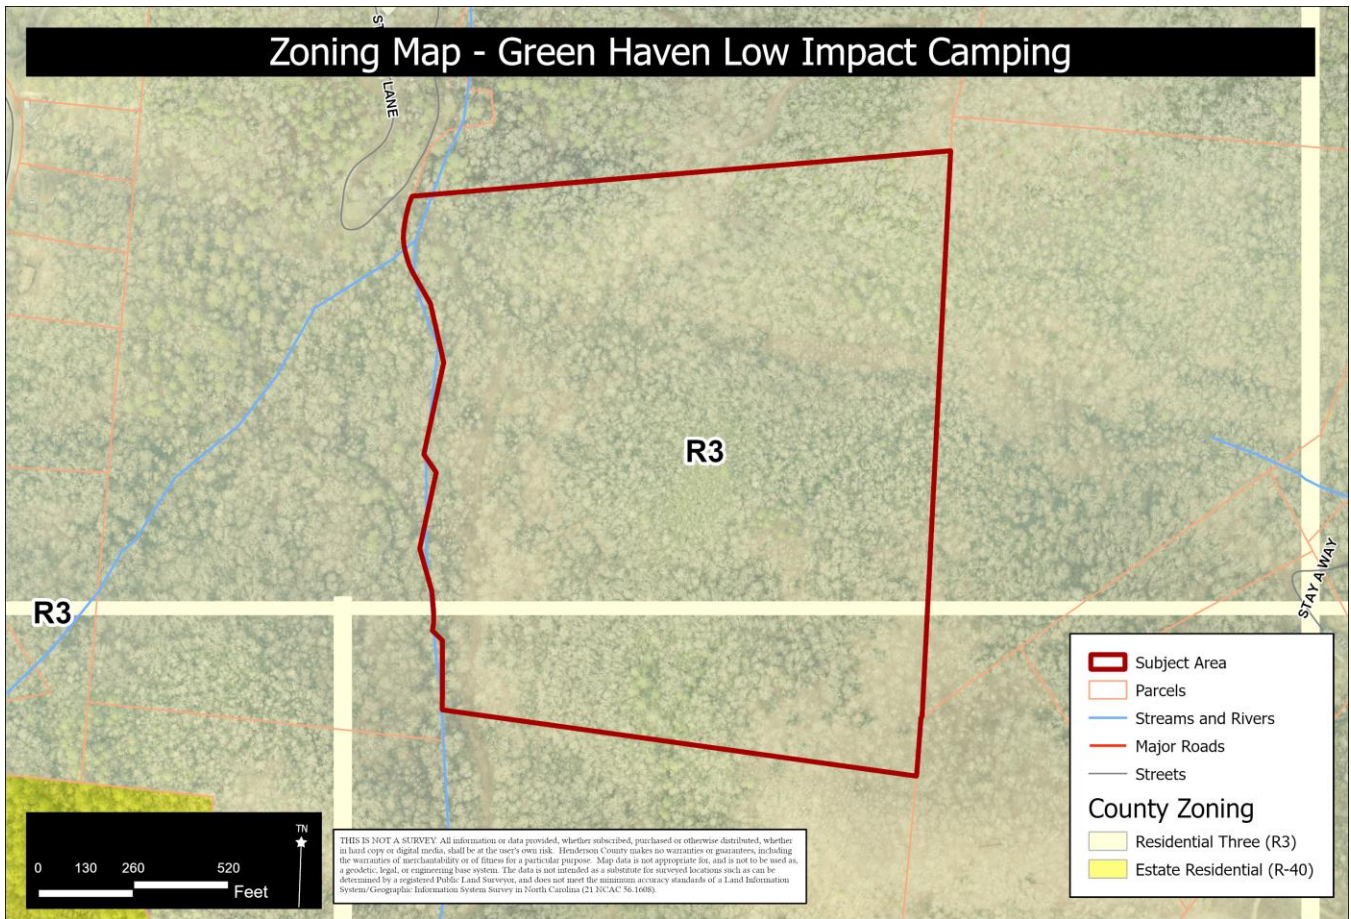 ST
Zoning Map - Green Haven Low Impact Camping
LANE
R3
R3
STAY A WAY
Subject Area
Parcels
Streams and Rivers
Major Roads
Streets
County Zoning
Residential Three (R3)
Estate Residential (R-40)
TN
0 130 260 520
Feet
THIS IS NOT A SURVEY. All information or data provided, whether subscribed, purchased or otherwise distributed, whether
in hard copy or digital media, shall be at the user's own risk. Henderson County makes no warranties or guarantees, including
the warranties of merchantability or of fitness for a particular purpose. Map data is not appropriate for, and is not to be used as,
a geodetic, legal, or engineering base system. The data is not intended as a substitute for surveyed locations such as can be
determined by a registered Public Land Surveyor, and does not meet the minimum accuracy standards of a Land Information
System/Geographic Information System Survey in North Carolina (21 NCAC 56.1608).